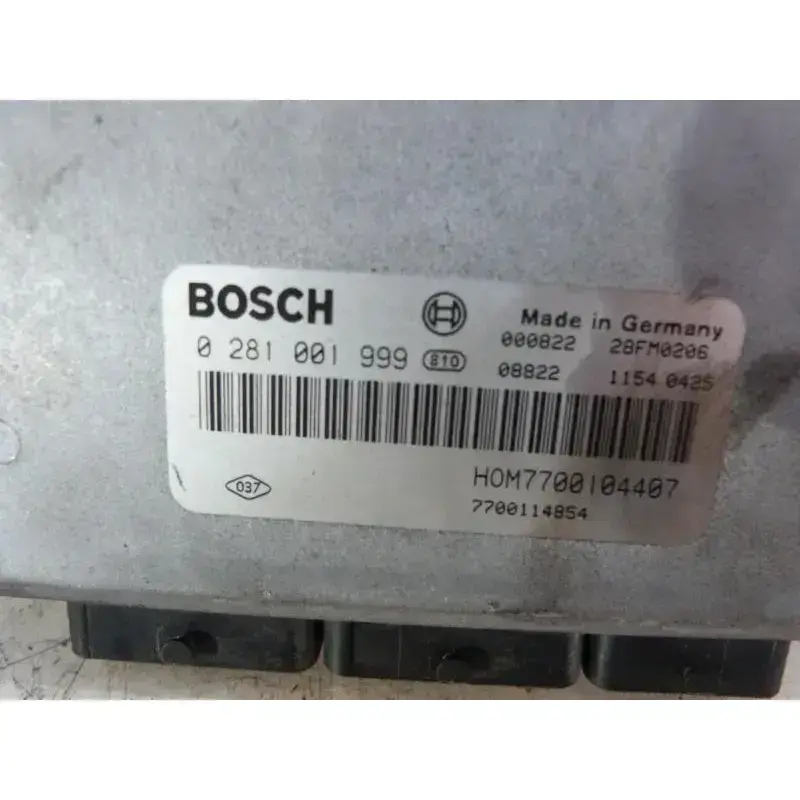 BOSCH
Made in Germany
0 281 001 999 810
000822 28FM0206
08822 1154 0425
037
HOM7700104407
7700114854